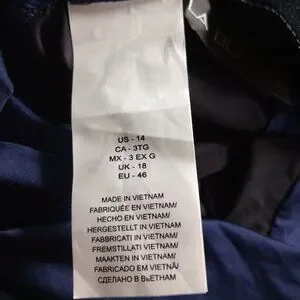 US - 14
CA - 3TG
MX - 3 EX G
UK - 18
EU - 46
MADE IN VIETNAM
FABRIQUÉE EN VIETNAM/
HECHO EN VIETNAM/
HERGESTELLT IN VIETNAM/
FABBRICATI IN VIETNAM/
FREMSTILLATI VIETNAM/
MAAKTEN IN VIETNAM/
FABRICADO EM VIETNÃ/
СДЕЛАНО В ВЬЕТНАМ